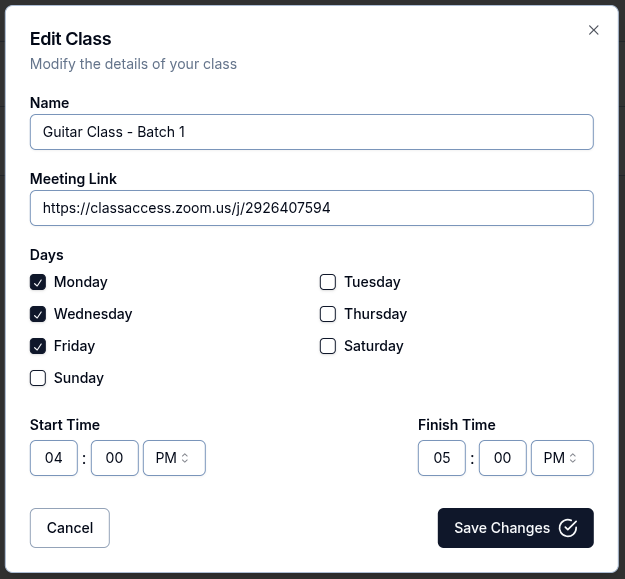 Edit Class
Modify the details of your class
Name
Guitar Class - Batch 1
Meeting Link
https://classaccess.zoom.us/j/2926407594
Days
Monday Tuesday
Wednesday Thursday
Friday Saturday
Sunday
Start Time Finish Time
04 : 00 PM 05 : 00 PM
Cancel Save Changes